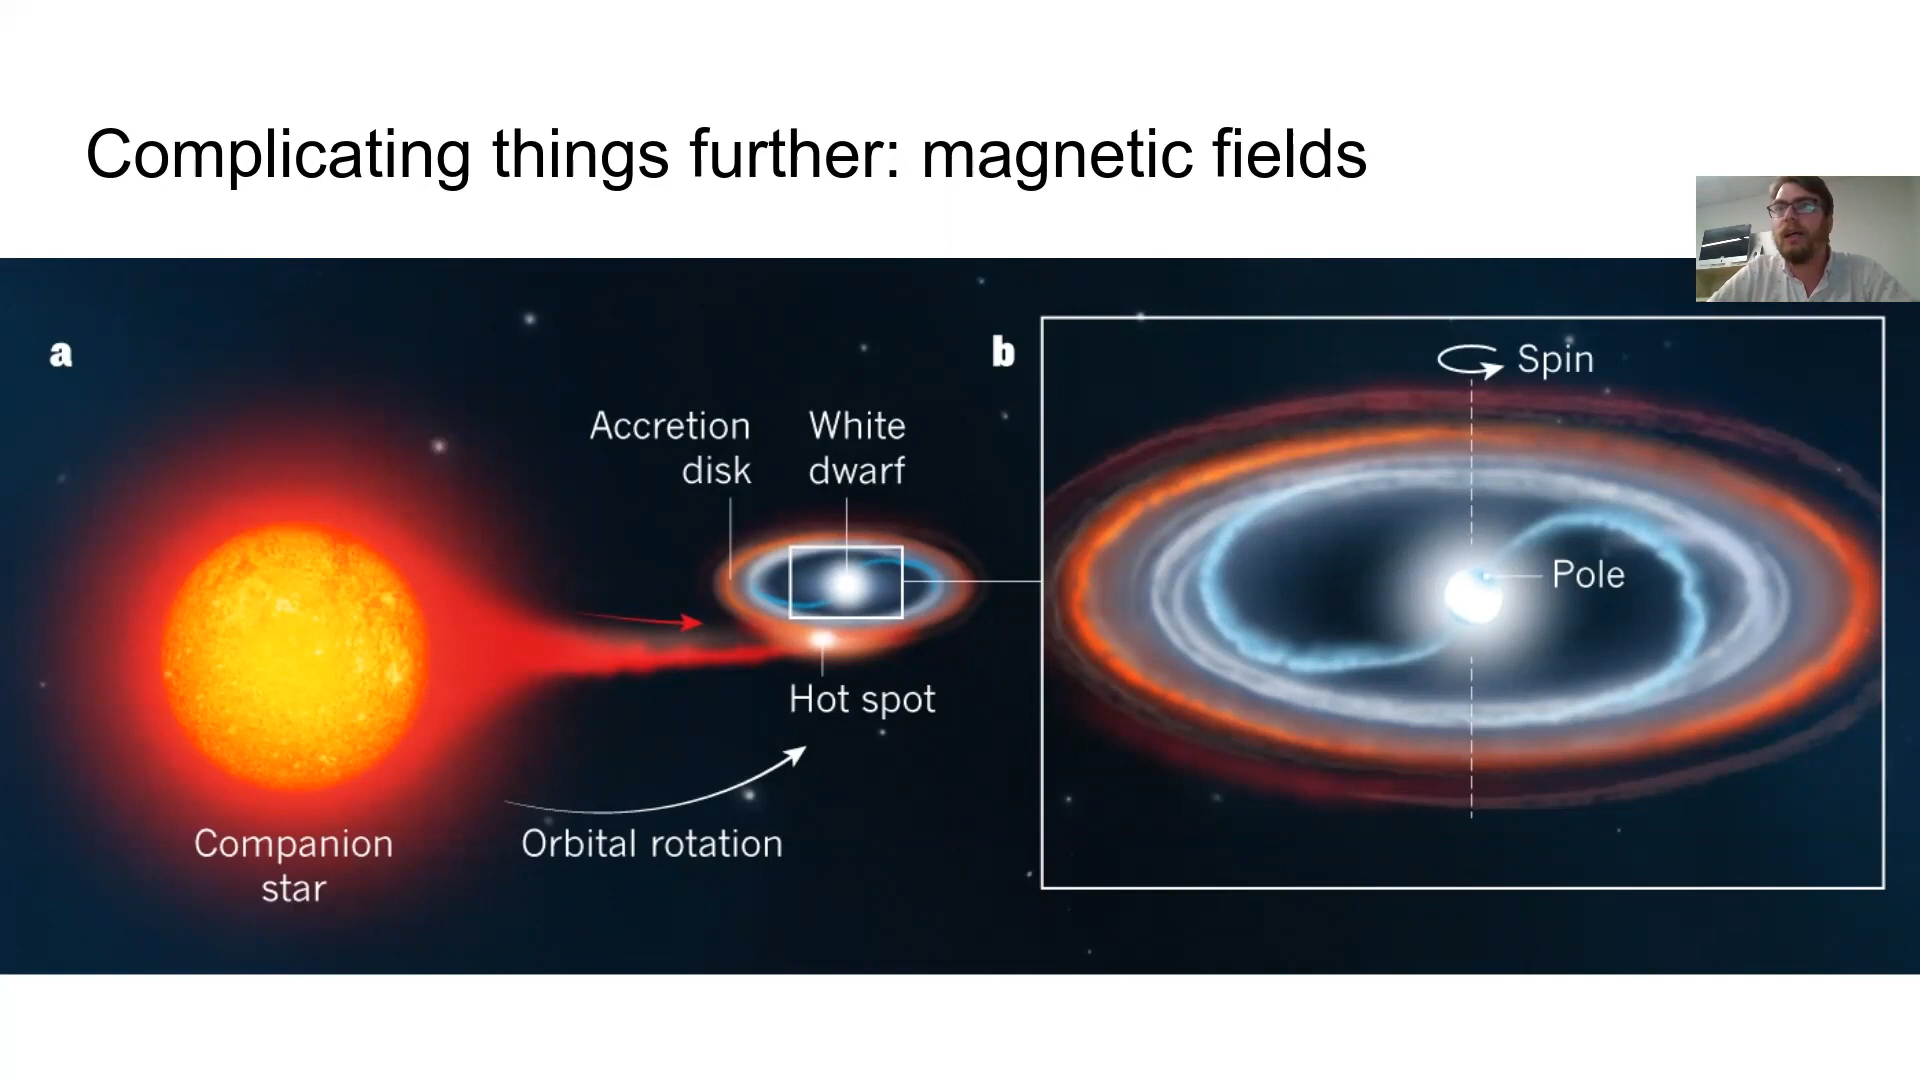 Complicating things further: magnetic fields
a
Accretion
disk
White
dwarf
Hot spot
Orbital rotation
Companion
star
b
Spin
Pole